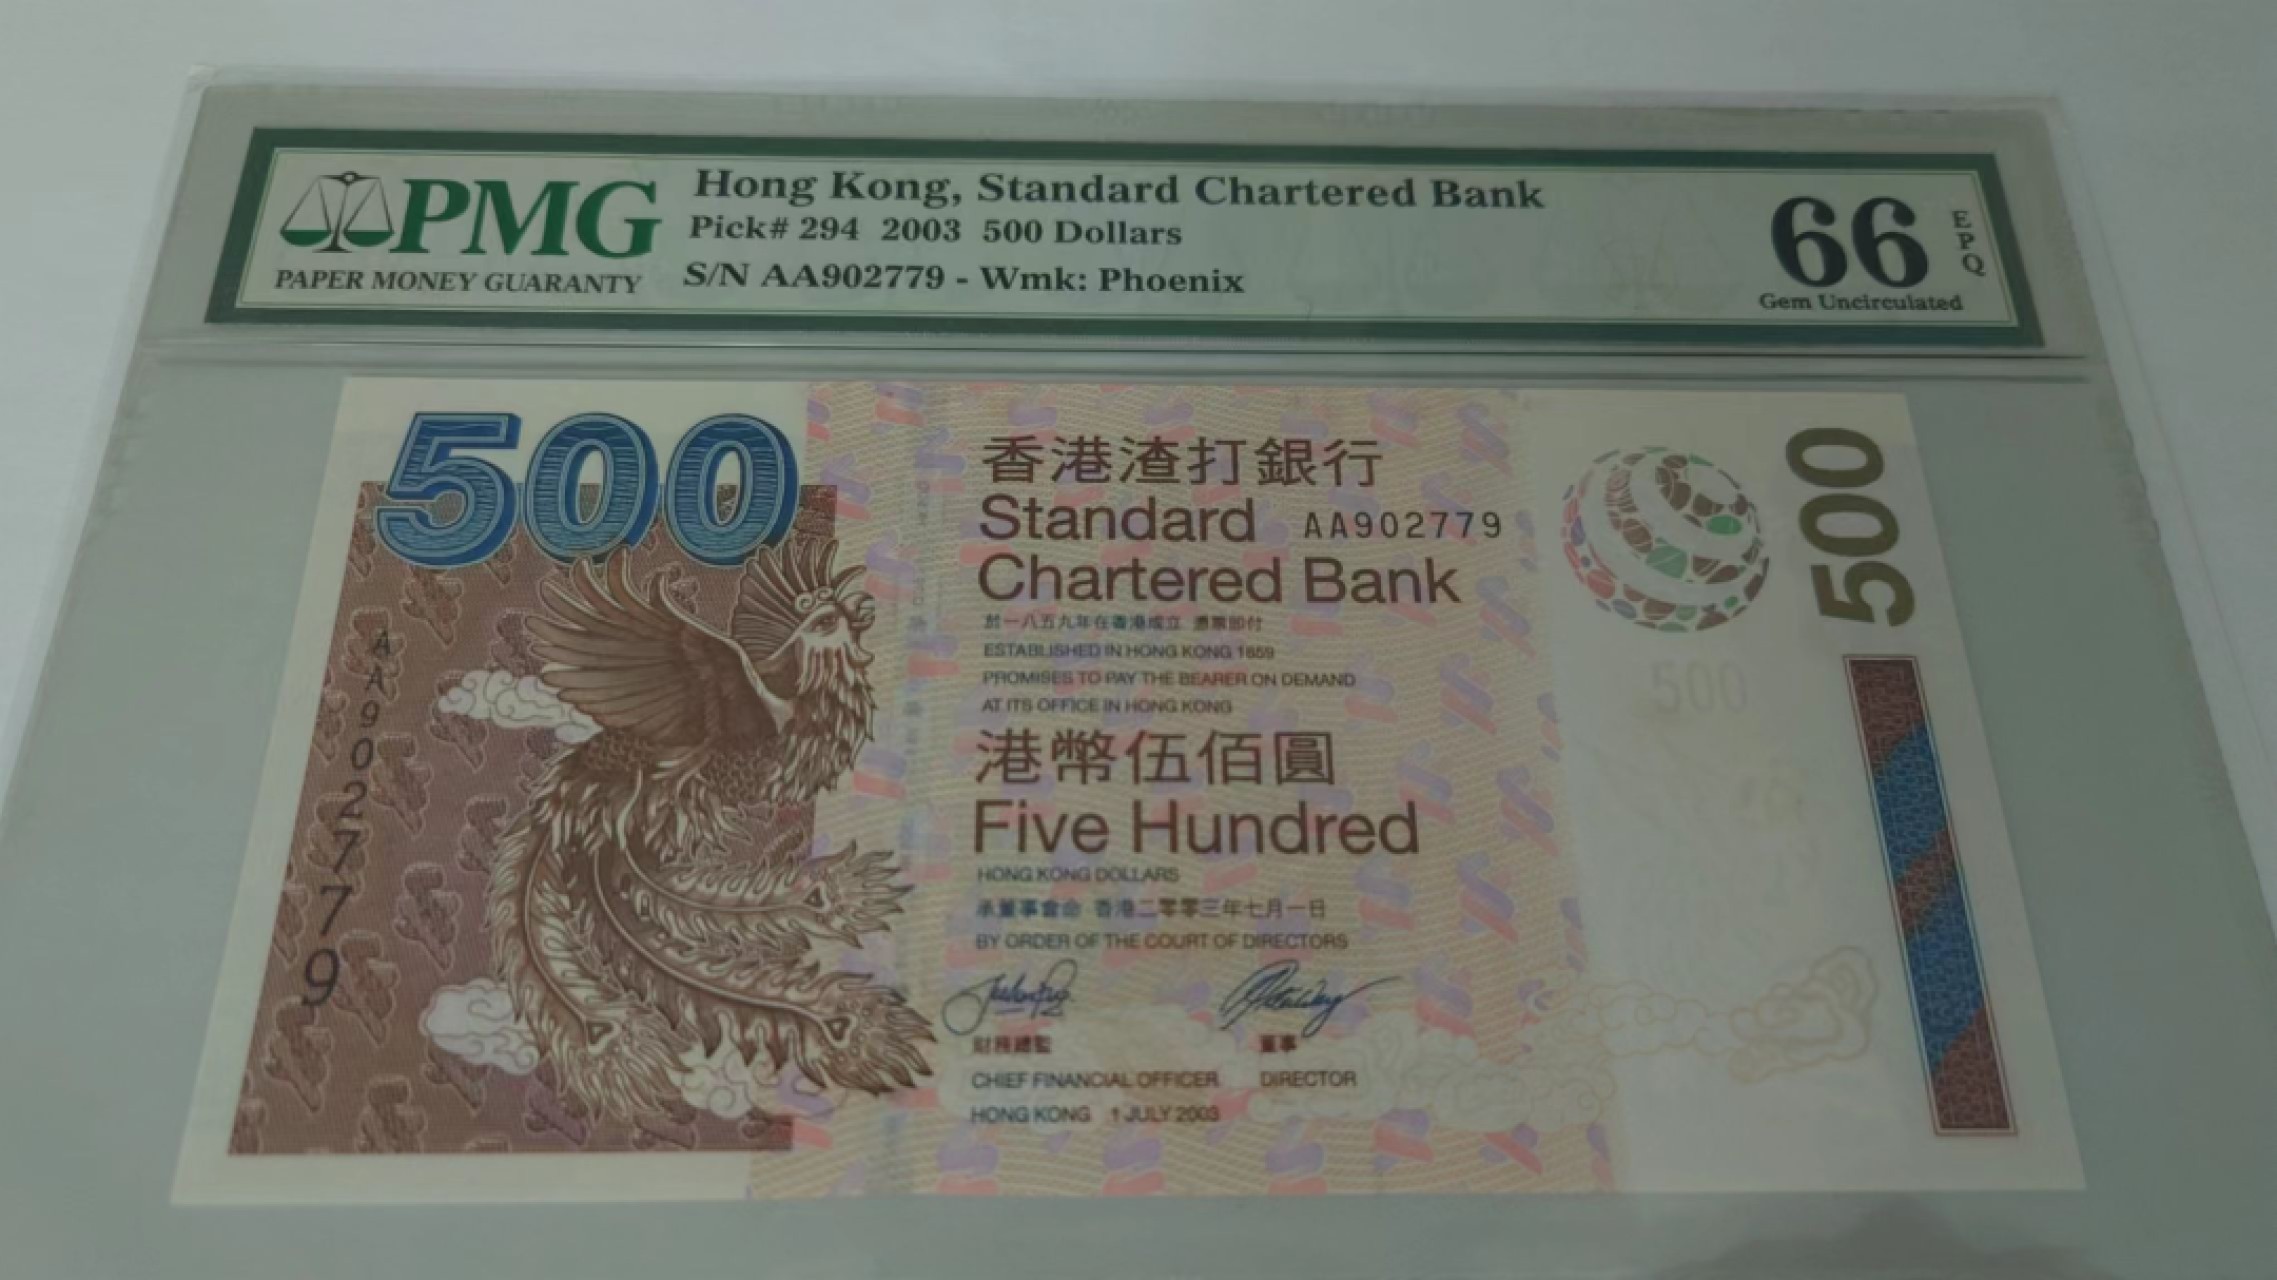 PMG
PAPER MONEY GUARANTY
Hong Kong, Standard Chartered Bank
Pick# 294 2003 500 Dollars
S/N AA902779 - Wmk: Phoenix
66
EPQ
Gem Uncirculated
500
AA902779
香港渣打銀行
Standard AA902779
Chartered Bank
於一八五九年在香港成立 憑票即付
ESTABLISHED IN HONG KONG 1859
PROMISES TO PAY THE BEARER ON DEMAND
AT ITS OFFICE IN HONG KONG
港幣伍佰圓
Five Hundred
HONG KONG DOLLARS
承董事會命 香港二零零三年七月一日
BY ORDER OF THE COURT OF DIRECTORS
財務總監 董事
CHIEF FINANCIAL OFFICER DIRECTOR
HONG KONG 1 JULY 2003
500
500